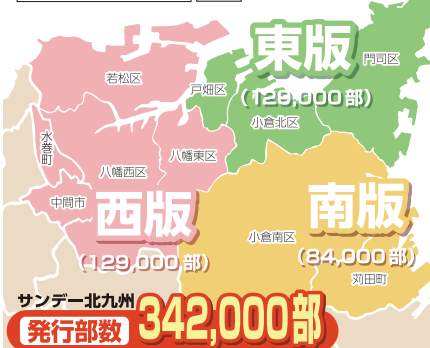 東版
(129,000部)
門司区
若松区
戸畑区
小倉北区
水巻町
八幡東区
八幡西区
中間市
西版
(129,000部)
南版
(84,000部)
小倉南区
苅田町
サンデー北九州
発行部数
342,000部